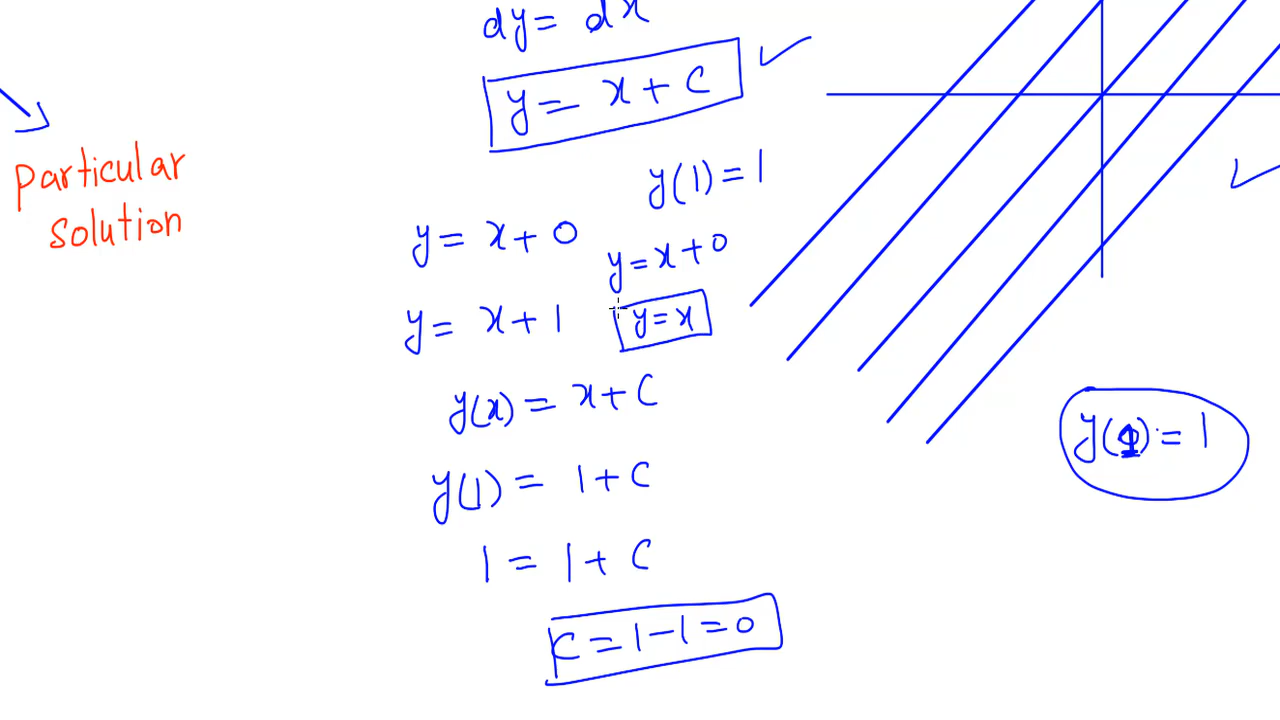 dy = dx
y = x + C
y(1) = 1
Particular
solution
y = x + 0
y = x + 0
y = x + 1
y = x
y(x) = x + C
y(1) = 1
y(1) = 1 + C
1 = 1 + C
C = 1 - 1 = 0